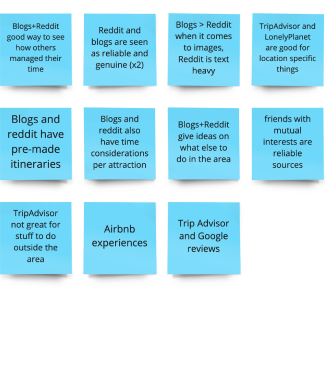 Blogs+Reddit
good way to see
how others
managed their
time
Reddit and
blogs are seen
as reliable and
genuine (x2)
Blogs > Reddit
when it comes
to images,
Reddit is text
heavy
TripAdvisor and
LonelyPlanet
are good for
location specific
things
Blogs and
reddit have
pre-made
itineraries
Blogs and
reddit also
have time
considerations
per attraction
Blogs+Reddit
give ideas on
what else to
do in the area
friends with
mutual
interests are
reliable
sources
TripAdvisor
not great for
stuff to do
outside the
area
Airbnb
experiences
Trip Advisor
and Google
reviews